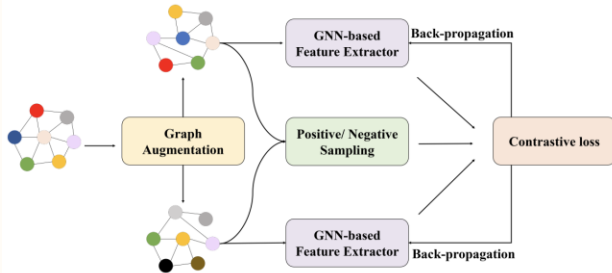 GNN-based
Feature Extractor
Back-propagation
Graph
Augmentation
Positive/ Negative
Sampling
Contrastive loss
GNN-based
Feature Extractor
Back-propagation